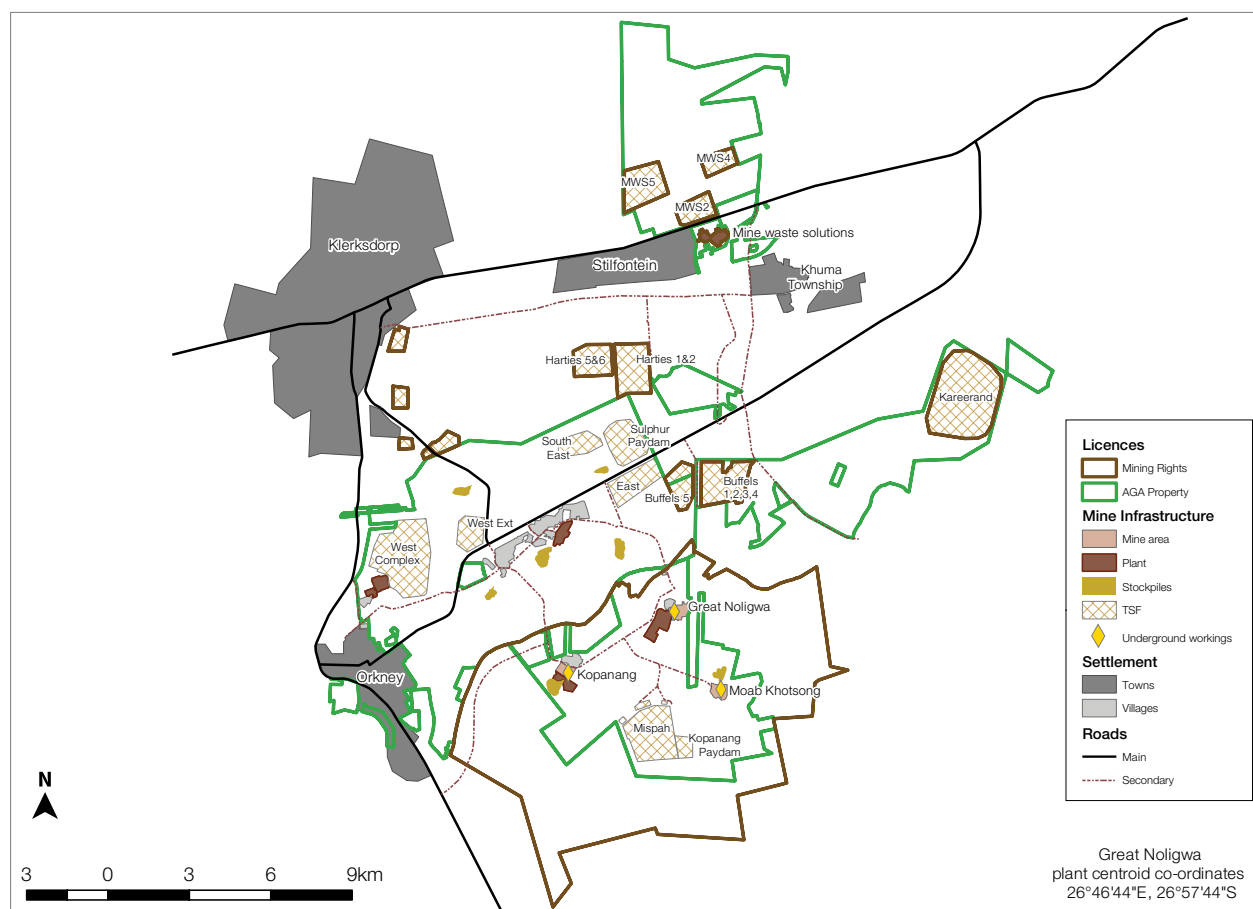 MWS4
MWS5
MWS2
Mine waste solutions
Klerksdorp
Stilfontein
Khuma
Township
Harties 5&6
Harties 1&2
Kareerand
Sulphur
Paydam
South
East
East
Buffels 5
Buffels
1,2,3,4
West Ext
West
Complex
Great Noligwa
Orkney
Kopanang
Moab Khotsong
Mispah
Kopanang
Paydam
Licences
Mining Rights
AGA Property
Mine Infrastructure
Mine area
Plant
Stockpiles
TSF
Underground workings
Settlement
Towns
Villages
Roads
Main
Secondary
N
3 0 3 6 9km
Great Noligwa
plant centroid co-ordinates
26°46'44"E, 26°57'44"S